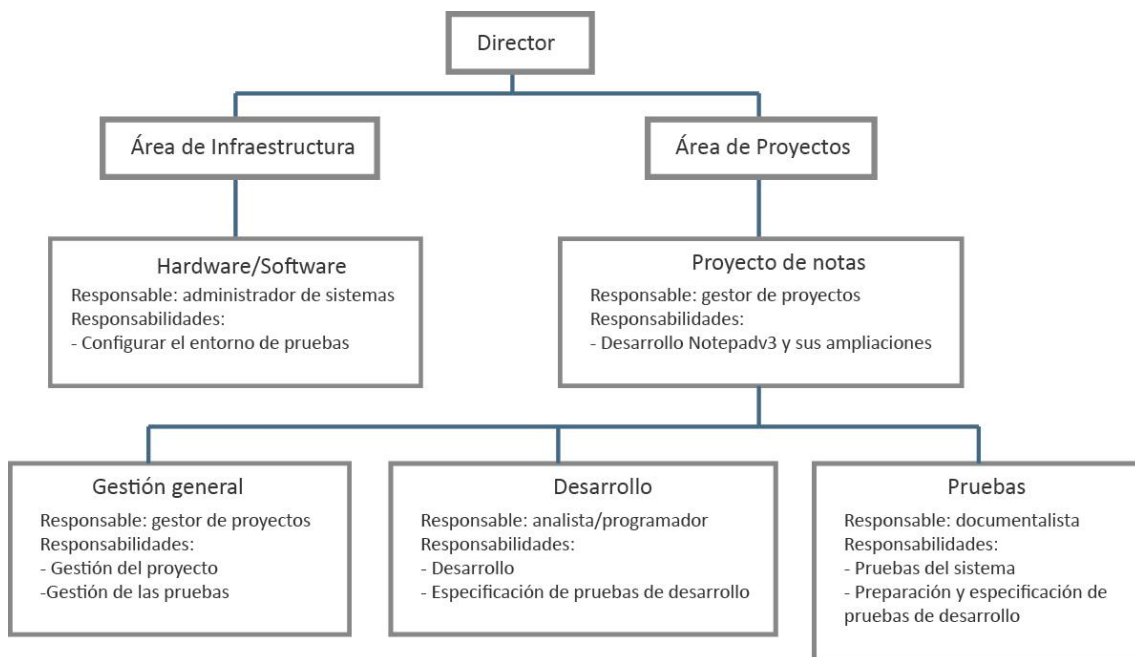 Director
Área de Infraestructura
Área de Proyectos
Hardware/Software
Responsable: administrador de sistemas
Responsabilidades:
- Configurar el entorno de pruebas
Proyecto de notas
Responsable: gestor de proyectos
Responsabilidades:
- Desarrollo Notepadv3 y sus ampliaciones
Gestión general
Responsable: gestor de proyectos
Responsabilidades:
- Gestión del proyecto
-Gestión de las pruebas
Desarrollo
Responsable: analista/programador
Responsabilidades:
- Desarrollo
- Especificación de pruebas de desarrollo
Pruebas
Responsable: documentalista
Responsabilidades:
- Pruebas del sistema
- Preparación y especificación de
pruebas de desarrollo